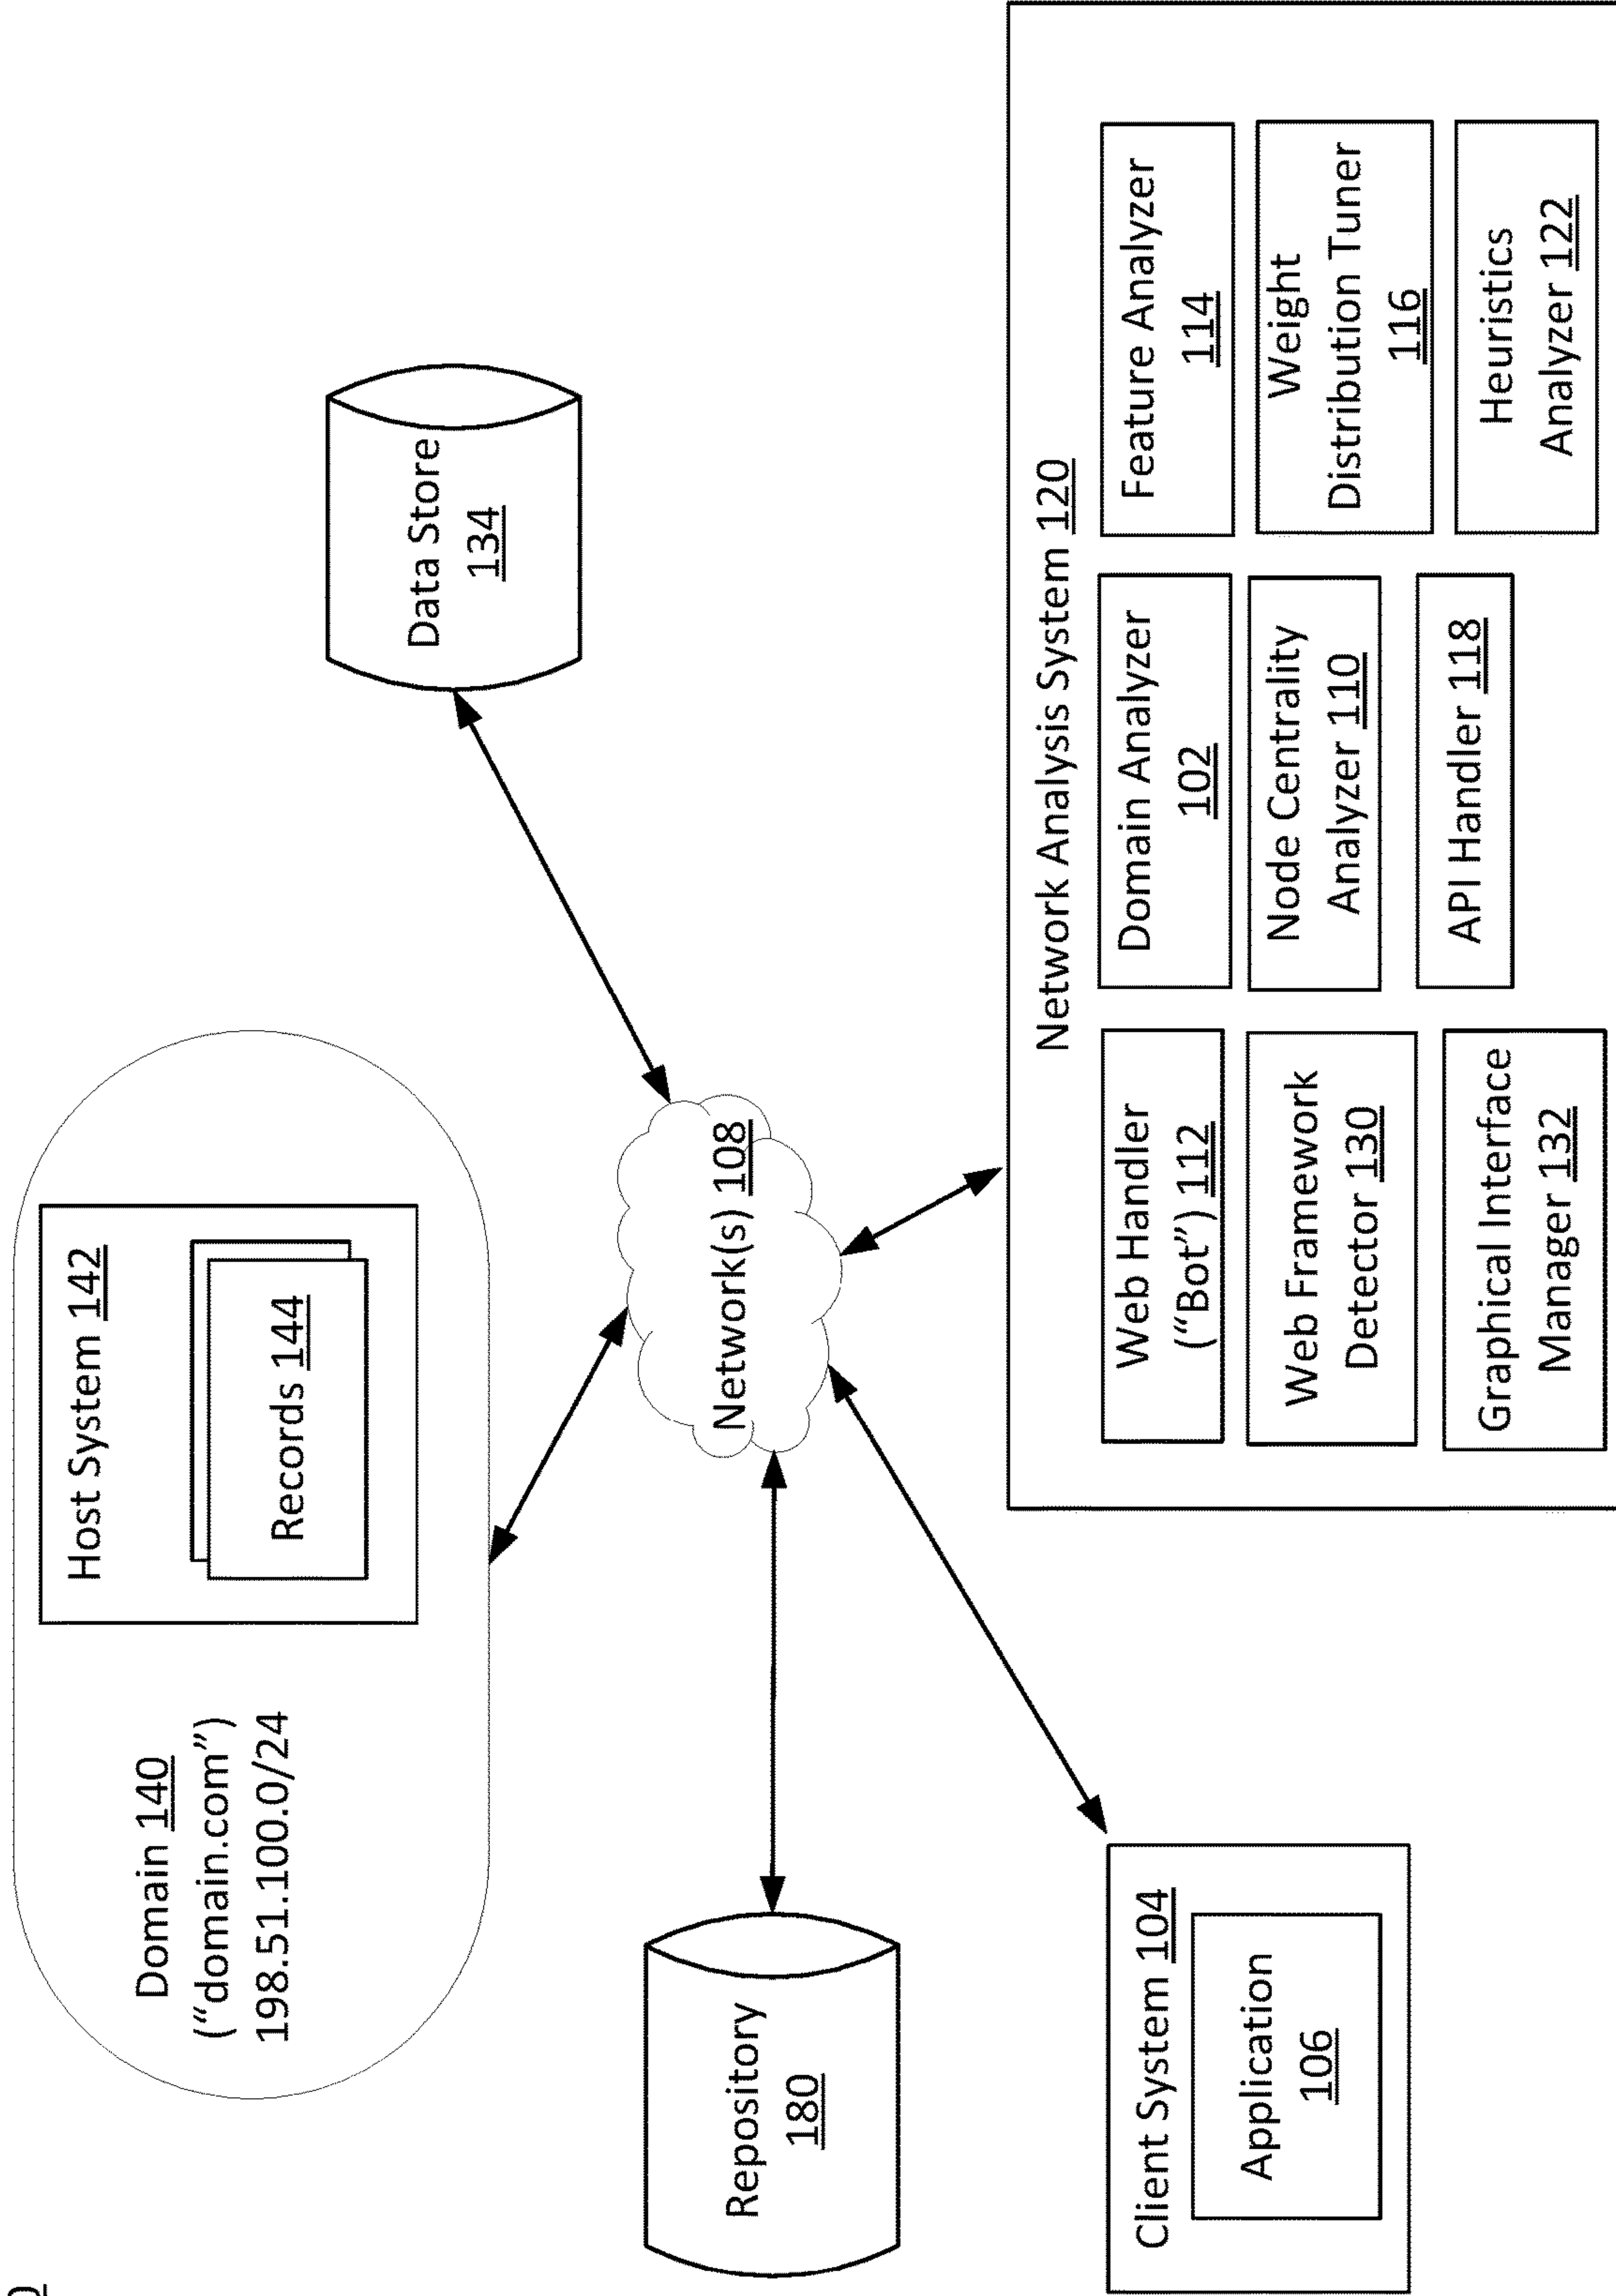 Domain 140
("domain.com")
198.51.100.0/24
Host System 142
Records 144
Data Store
134
Repository
180
Network(s) 108
Client System 104
Application
106
Network Analysis System 120
Web Handler
("Bot") 112
Domain Analyzer
102
Feature Analyzer
114
Web Framework
Detector 130
Node Centrality
Analyzer 110
Weight
Distribution Tuner
116
Graphical Interface
Manager 132
API Handler 118
Heuristics
Analyzer 122